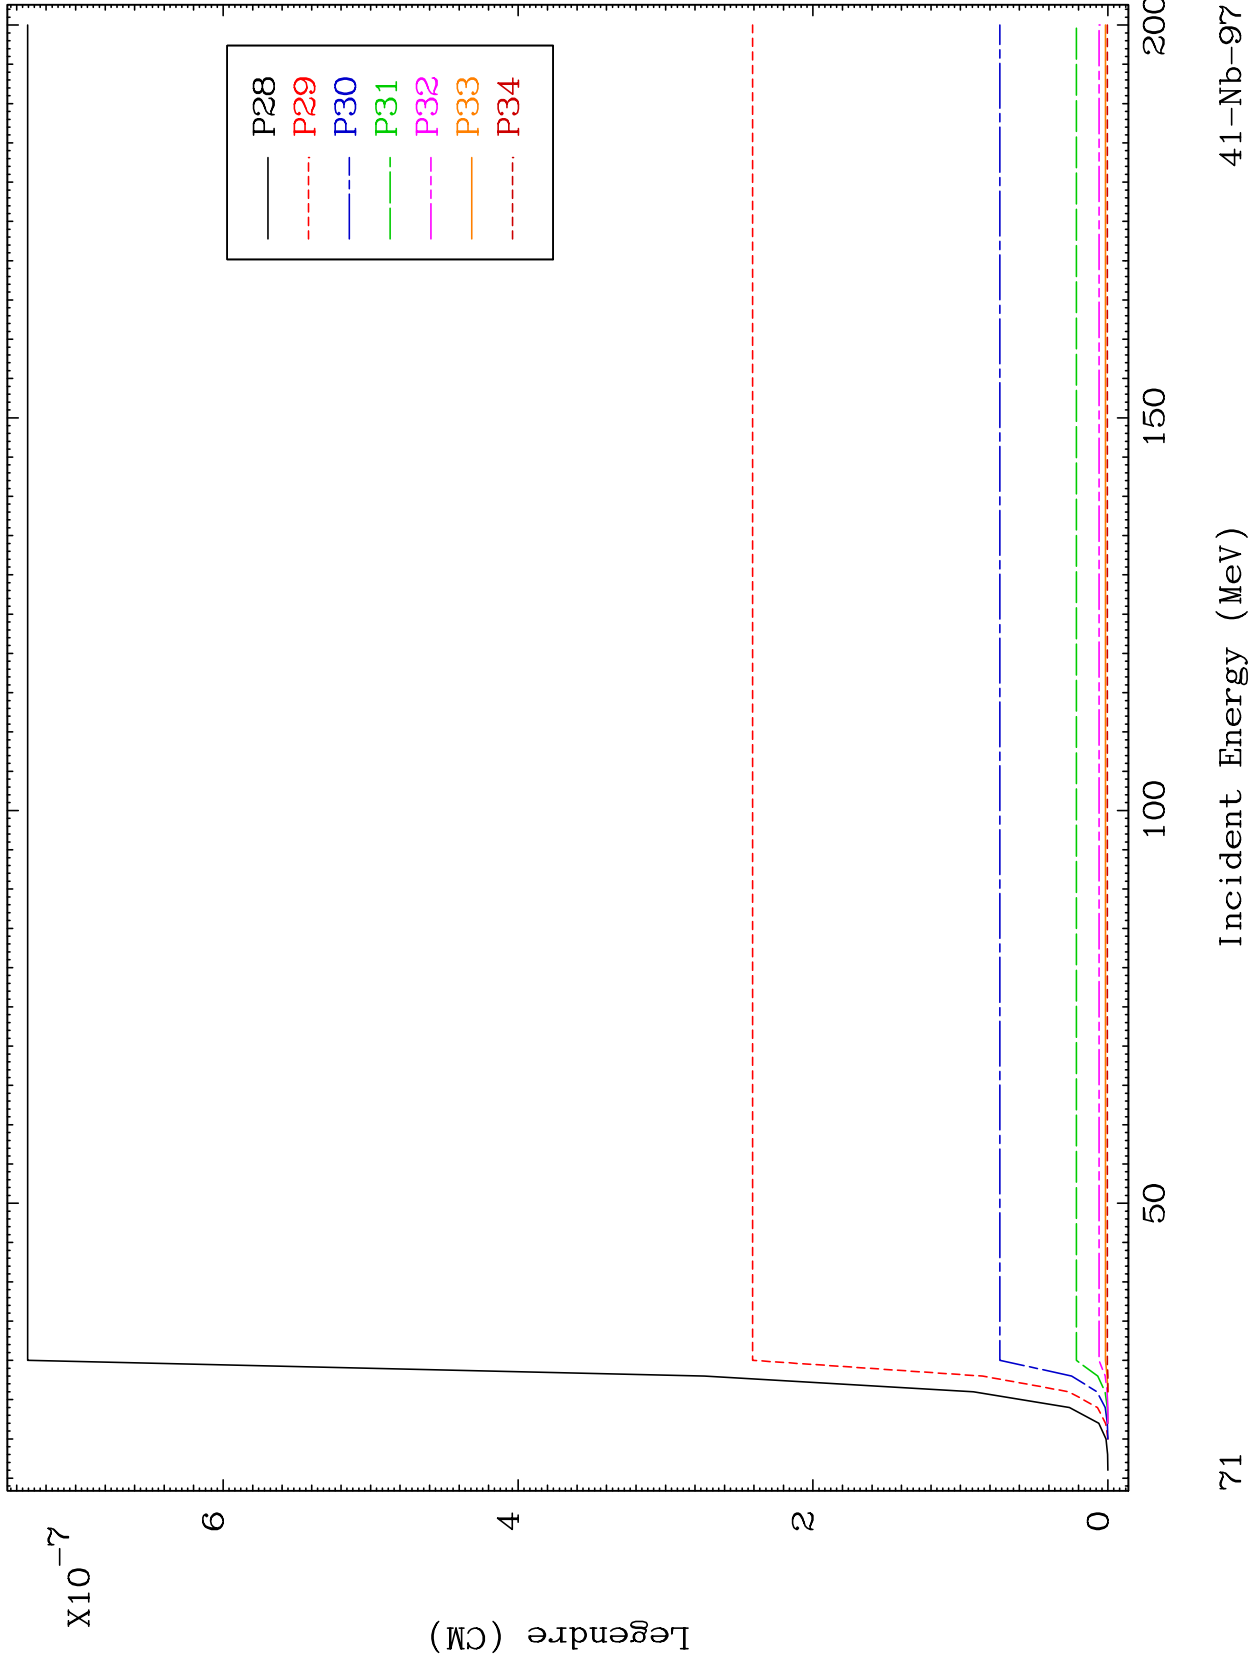 X10^-7
6
4
2
0
Legendre (CM)
P28
P29
P30
P31
P32
P33
P34
50
100
150
200
Incident Energy (MeV)
71
41-Nb-97